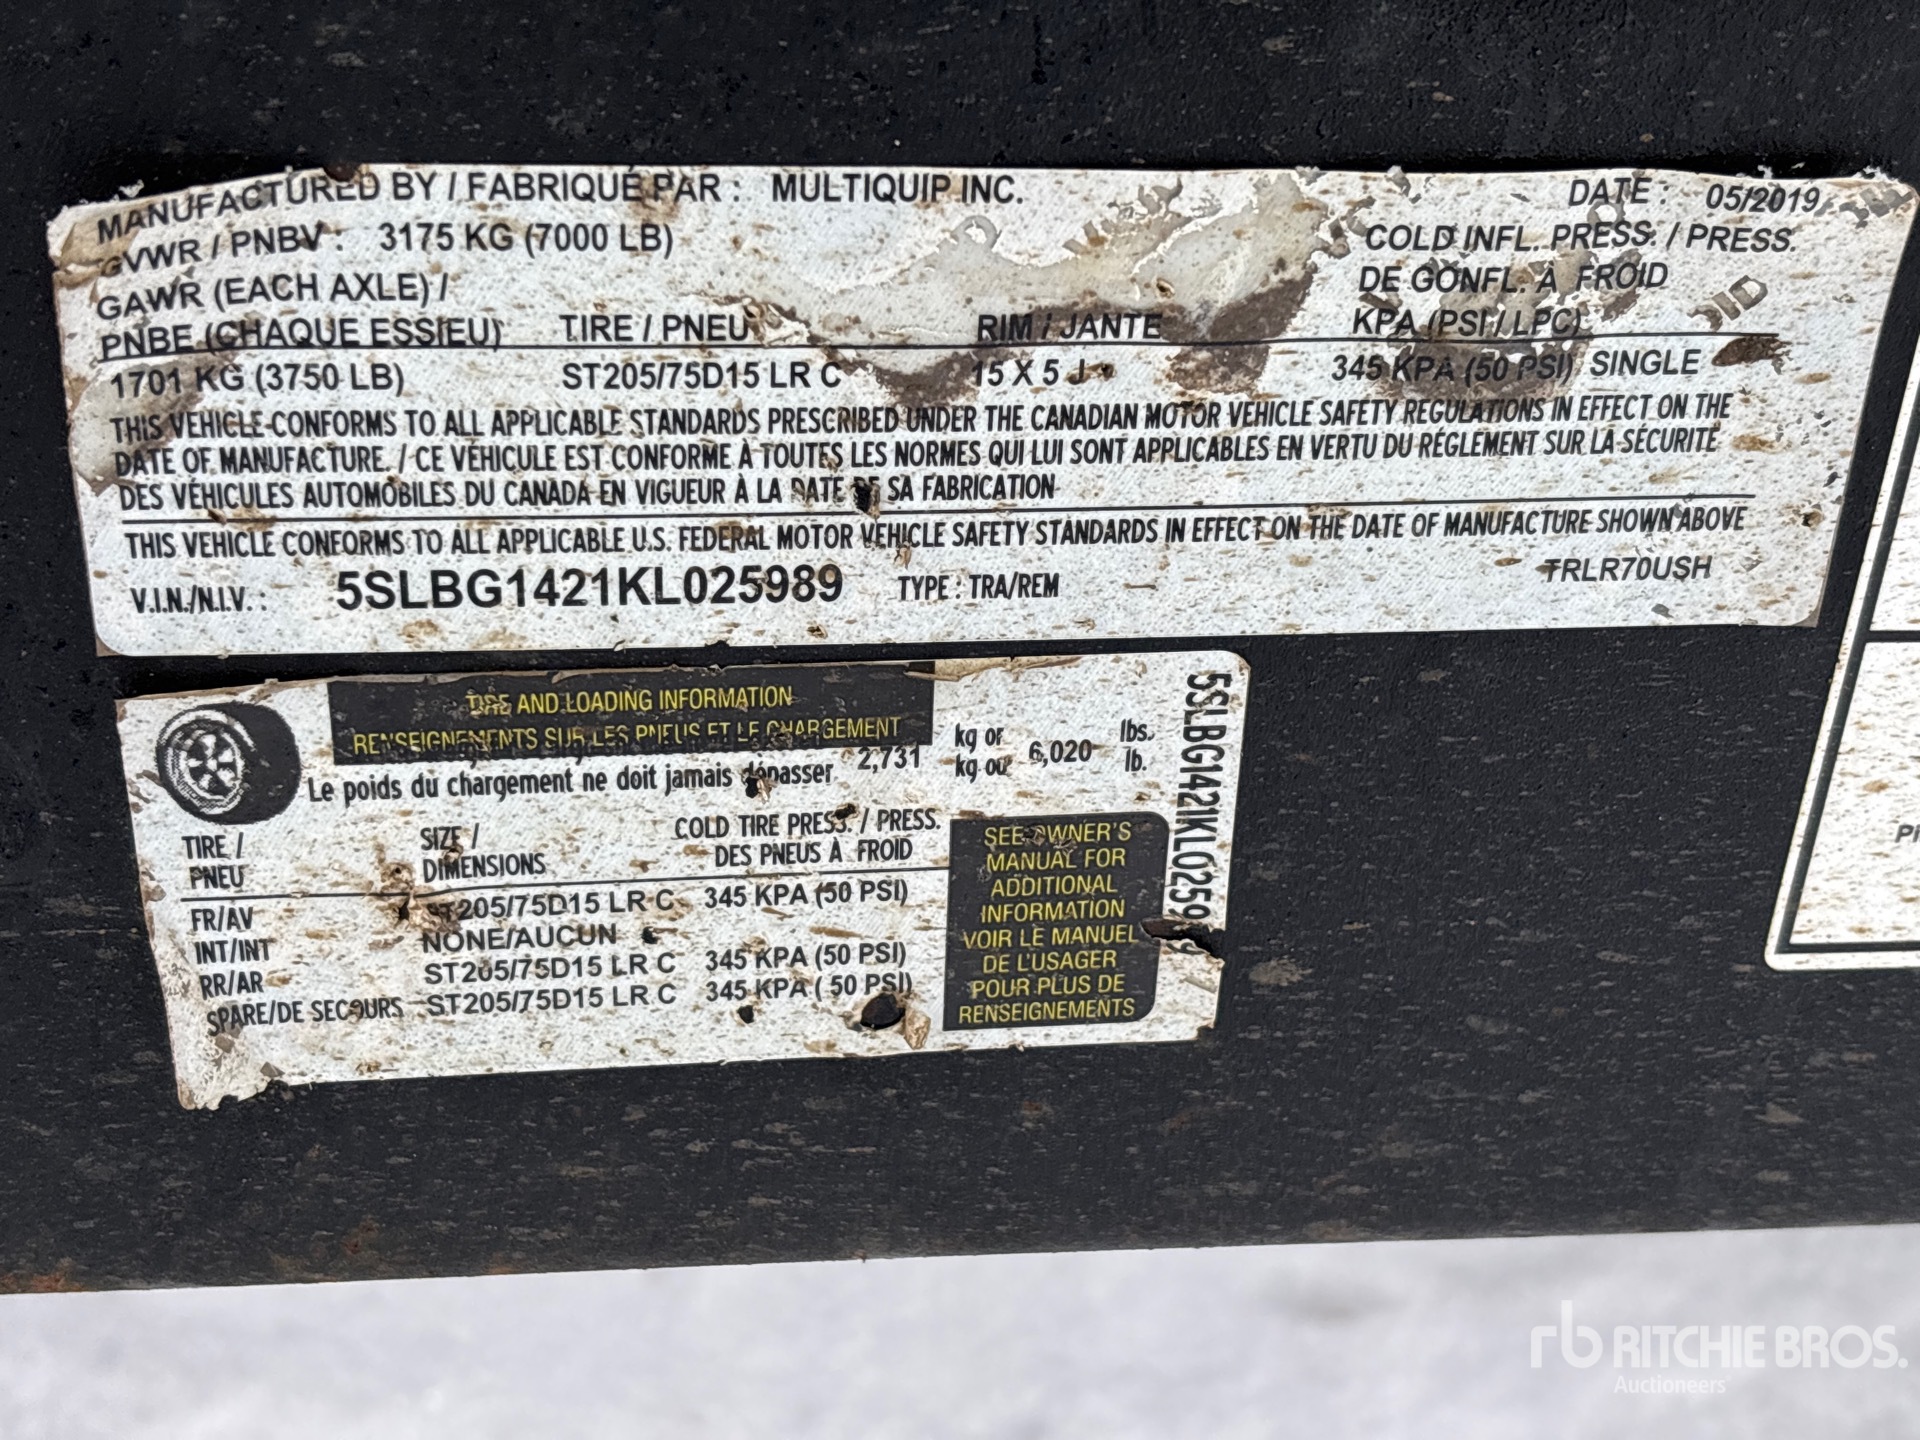 MANUFACTURED BY / FABRIQUÉ PAR : MULTIQUIP INC. DATE : 05/2019
GVWR / PNBV : 3175 KG (7000 LB) COLD INFL. PRESS. / PRESS.
GAWR (EACH AXLE) / DE GONFL. À FROID
PNBE (CHAQUE ESSIEU) TIRE / PNEU RIM / JANTE KPA (PSI / LPC)
1701 KG (3750 LB) ST205/75D15 LR C 15 X 5 J 345 KPA (50 PSI) SINGLE
THIS VEHICLE CONFORMS TO ALL APPLICABLE STANDARDS PRESCRIBED UNDER THE CANADIAN MOTOR VEHICLE SAFETY REGULATIONS IN EFFECT ON THE
DATE OF MANUFACTURE. / CE VÉHICULE EST CONFORME À TOUTES LES NORMES QUI LUI SONT APPLICABLES EN VERTU DU RÈGLEMENT SUR LA SÉCURITÉ
DES VÉHICULES AUTOMOBILES DU CANADA EN VIGUEUR À LA DATE DE SA FABRICATION
THIS VEHICLE CONFORMS TO ALL APPLICABLE U.S. FEDERAL MOTOR VEHICLE SAFETY STANDARDS IN EFFECT ON THE DATE OF MANUFACTURE SHOWN ABOVE
V.I.N./N.I.V. : 5SLBG1421KL025989 TYPE : TRA/REM TRLR70USH
TIRE AND LOADING INFORMATION
RENSEIGNEMENTS SUR LES PNEUS ET LE CHARGEMENT
Le poids du chargement ne doit jamais dépasser 2,731 kg or kg ou 6,020 lbs. lb.
TIRE / PNEU SIZE / DIMENSIONS COLD TIRE PRESS. / PRESS. DES PNEUS À FROID
FR/AV ST205/75D15 LR C 345 KPA (50 PSI)
INT/INT NONE/AUCUN
RR/AR ST205/75D15 LR C 345 KPA (50 PSI)
SPARE/DE SECOURS ST205/75D15 LR C 345 KPA ( 50 PSI)
SEE OWNER'S
MANUAL FOR
ADDITIONAL
INFORMATION
VOIR LE MANUEL
DE L'USAGER
POUR PLUS DE
RENSEIGNEMENTS
5SLBG1421KL0259
rb RITCHIE BROS.
Auctioneers